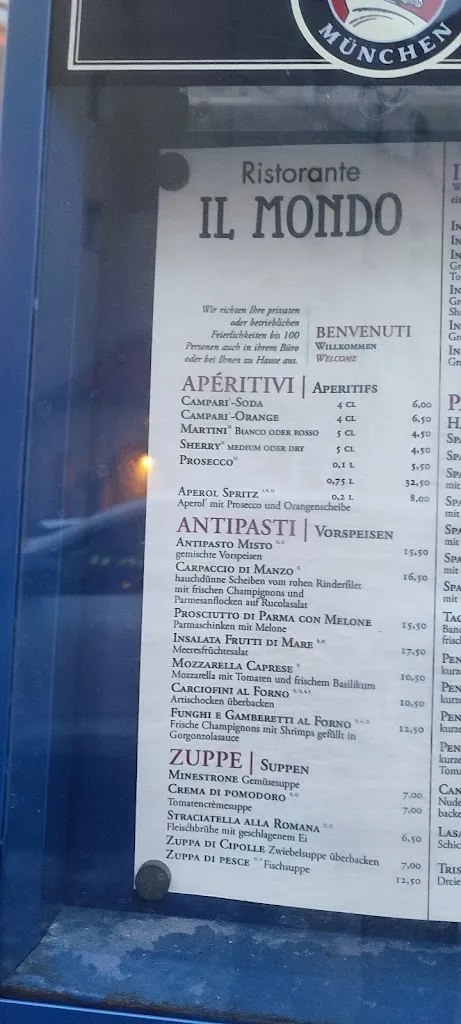 MÜNCHEN
Ristorante
IL MONDO
Wir richten Ihre privaten
oder betrieblichen
Feierlichkeiten bis 100
Personen auch in ihrem Büro
oder bei Ihnen zu Hause aus.
BENVENUTI
WILLKOMMEN
WELCOME
APÉRITIVI | APERITIFS
CAMPARI-SODA 4 CL 6,00
CAMPARI-ORANGE 4 CL 6,50
MARTINI BIANCO ODER ROSSO 5 CL 4,50
SHERRY MEDIUM ODER DRY 5 CL 4,50
PROSECCO 0,1 L 5,50
0,75 L 32,50
APEROL SPRITZ 0,2 L 8,00
Aperol mit Prosecco und Orangenscheibe
ANTIPASTI | VORSPEISEN
ANTIPASTO MISTO 15,50
gemischte Vorspeisen
CARPACCIO DI MANZO 16,50
hauchdünne Scheiben vom rohen Rinderfilet
mit frischen Champignons und
Parmesanflocken auf Rucolasalat
PROSCIUTTO DI PARMA CON MELONE 15,50
Parmaschinken mit Melone
INSALATA FRUTTI DI MARE 17,50
Meeresfrüchtesalat
MOZZARELLA CAPRESE 10,50
Mozzarella mit Tomaten und frischem Basilikum
CARCIOFINI AL FORNO 10,50
Artischocken überbacken
FUNGHI E GAMBERETTI AL FORNO 12,50
Frische Champignons mit Shrimps gefüllt in
Gorgonzolasauce
ZUPPE | SUPPEN
MINESTRONE Gemüsesuppe 7,00
CREMA DI POMODORO 7,00
Tomatencrèmesuppe
STRACIATELLA ALLA ROMANA 6,50
Fleischbrühe mit geschlagenem Ei
ZUPPA DI CIPOLLE Zwiebelsuppe überbacken 7,00
ZUPPA DI PESCE Fischsuppe 12,50